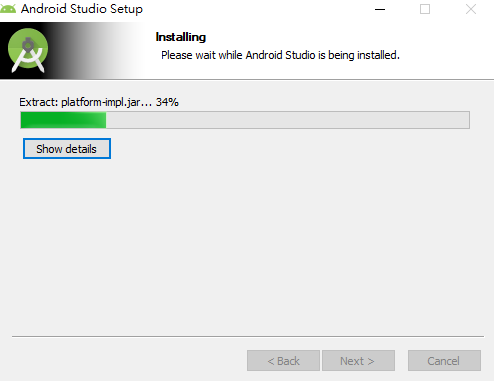 Android Studio Setup
Installing
Please wait while Android Studio is being installed.
Extract: platform-impl.jar... 34%
Show details
< Back
Next >
Cancel